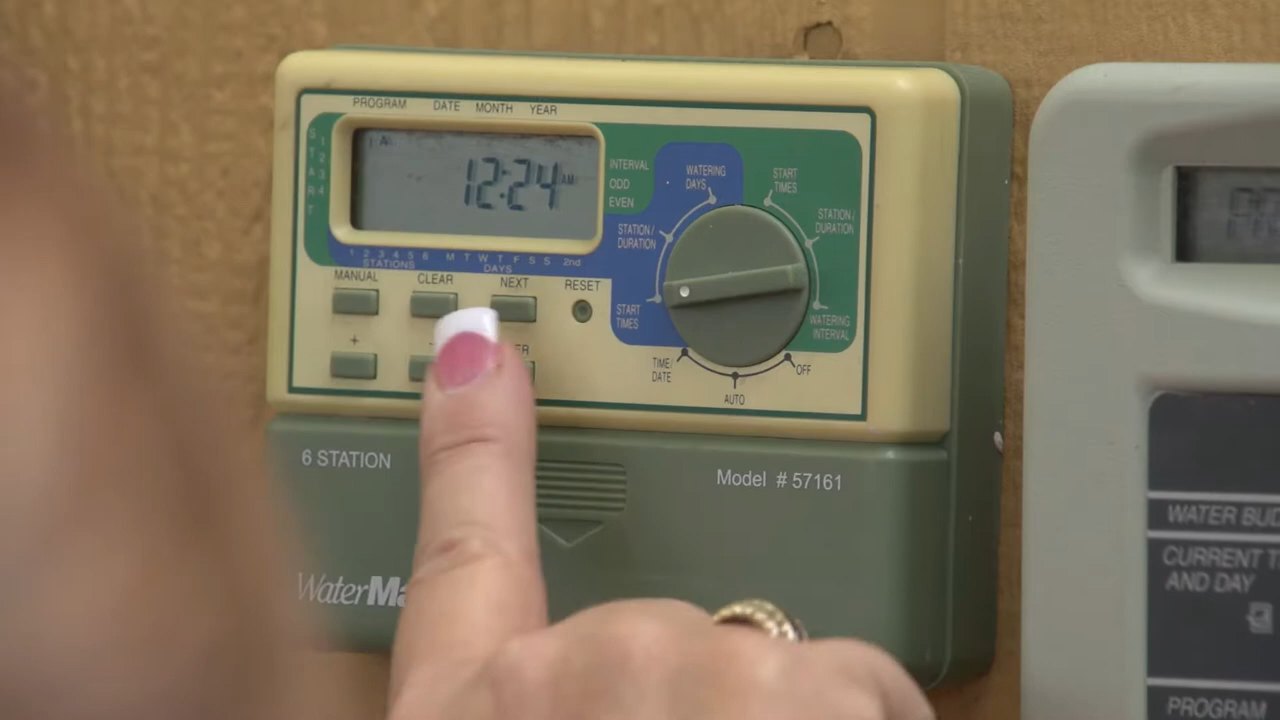 PROGRAM DATE MONTH YEAR
START
1
2
3
4
1 A
12:24 AM
INTERVAL
ODD
EVEN
1 2 3 4 5 6 M T W T F S S 2nd
STATIONS DAYS
MANUAL CLEAR NEXT RESET
+
WATERING
DAYS
STATION/
DURATION
START
TIMES
START
TIMES
STATION/
DURATION
WATERING
INTERVAL
TIME/
DATE
AUTO
OFF
6 STATION
Model # 57161
WATER
CURRENT
AND DAY
PROGRAM